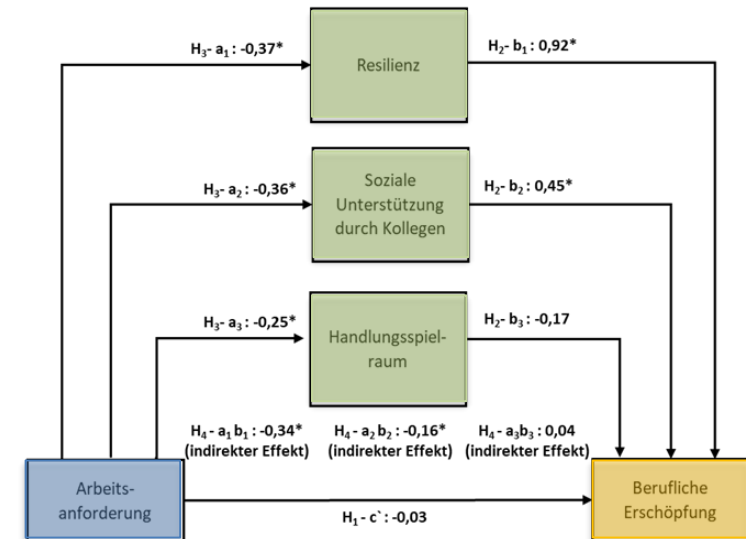 H₃- a₁ : -0,37*
Resilienz
H₂- b₁ : 0,92*
H₃- a₂ : -0,36*
Soziale
Unterstützung
durch Kollegen
H₂- b₂ : 0,45*
H₃- a₃ : -0,25*
Handlungsspiel-
raum
H₂- b₃ : -0,17
H₄ - a₁ b₁ : -0,34*
(indirekter Effekt)
H₄ - a₂ b₂ : -0,16*
(indirekter Effekt)
H₄ - a₃b₃ : 0,04
(indirekter Effekt)
Arbeits-
anforderung
H₁ - c` : -0,03
Berufliche
Erschöpfung